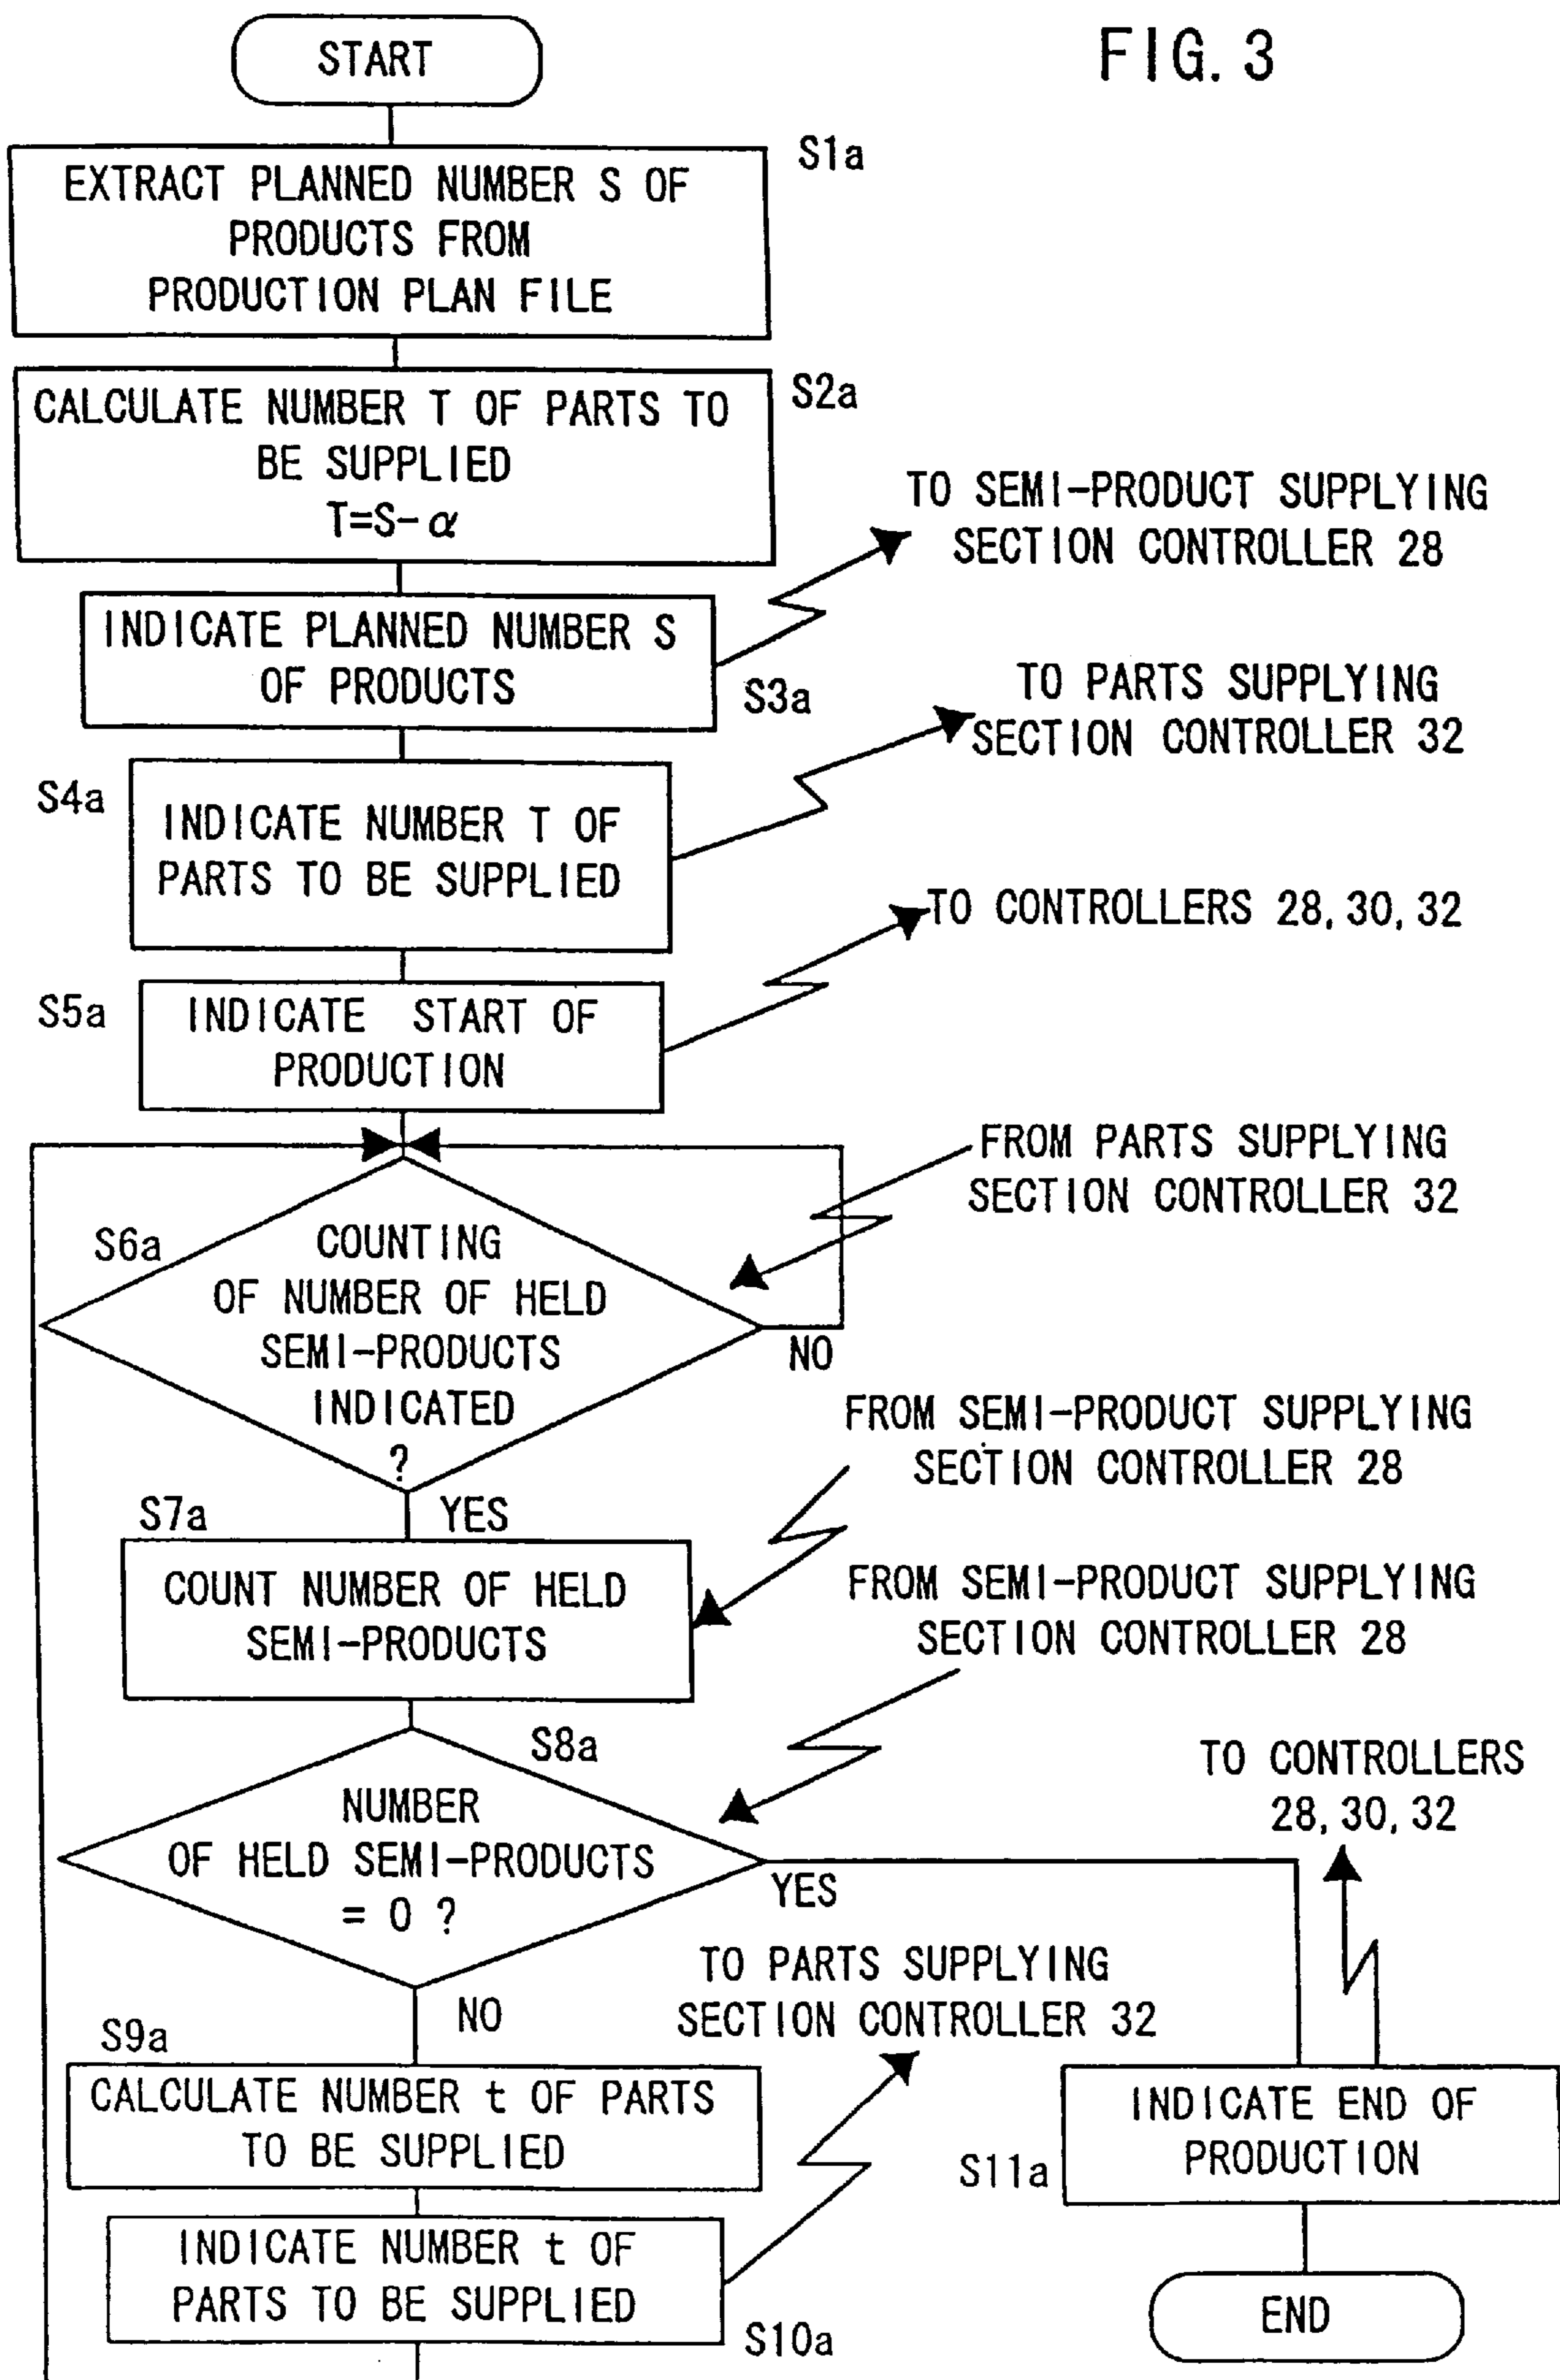 FIG. 3
START
S1a
EXTRACT PLANNED NUMBER S OF
PRODUCTS FROM
PRODUCTION PLAN FILE
S2a
CALCULATE NUMBER T OF PARTS TO
BE SUPPLIED
T=S-α
TO SEMI-PRODUCT SUPPLYING
SECTION CONTROLLER 28
INDICATE PLANNED NUMBER S
OF PRODUCTS
S3a
TO PARTS SUPPLYING
SECTION CONTROLLER 32
S4a
INDICATE NUMBER T OF
PARTS TO BE SUPPLIED
TO CONTROLLERS 28, 30, 32
S5a
INDICATE START OF
PRODUCTION
FROM PARTS SUPPLYING
SECTION CONTROLLER 32
S6a
COUNTING
OF NUMBER OF HELD
SEMI-PRODUCTS
INDICATED
?
NO
YES
FROM SEMI-PRODUCT SUPPLYING
SECTION CONTROLLER 28
S7a
COUNT NUMBER OF HELD
SEMI-PRODUCTS
FROM SEMI-PRODUCT SUPPLYING
SECTION CONTROLLER 28
S8a
NUMBER
OF HELD SEMI-PRODUCTS
= 0 ?
YES
NO
TO CONTROLLERS
28, 30, 32
TO PARTS SUPPLYING
SECTION CONTROLLER 32
S9a
CALCULATE NUMBER t OF PARTS
TO BE SUPPLIED
INDICATE END OF
PRODUCTION
S11a
INDICATE NUMBER t OF
PARTS TO BE SUPPLIED
S10a
END